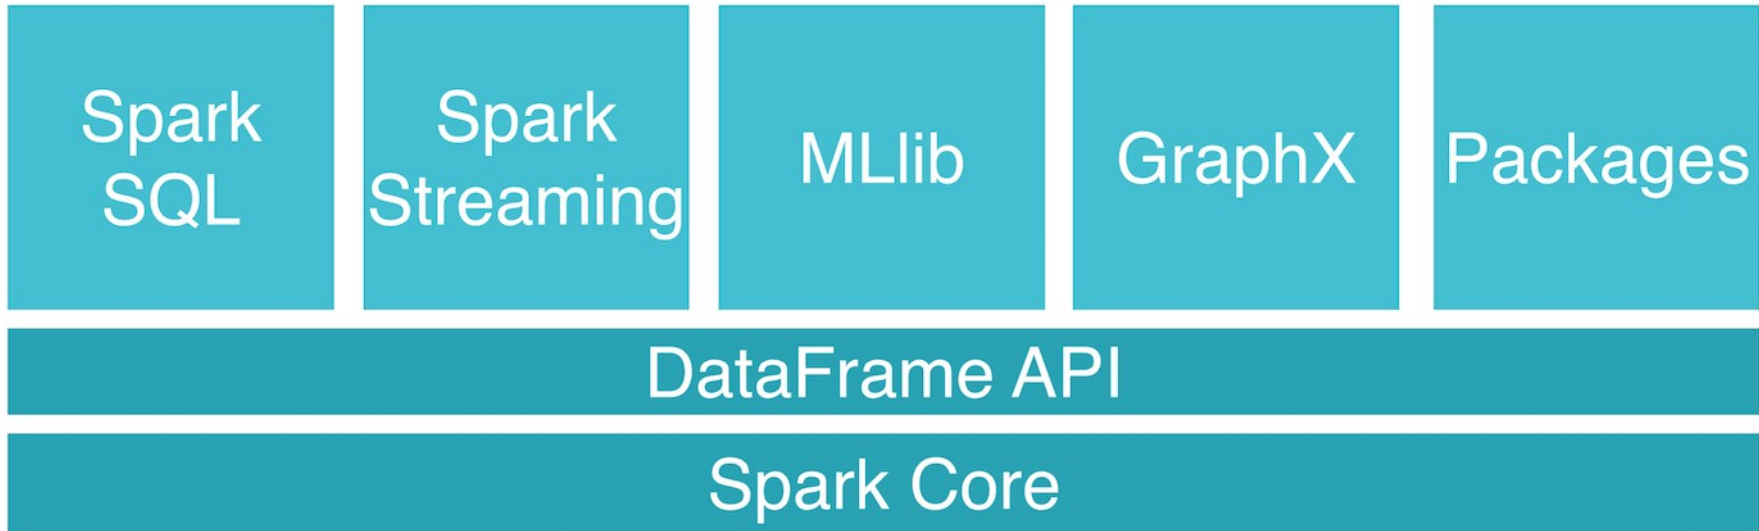 Spark
SQL
Spark
Streaming
MLlib
GraphX
Packages
DataFrame API
Spark Core